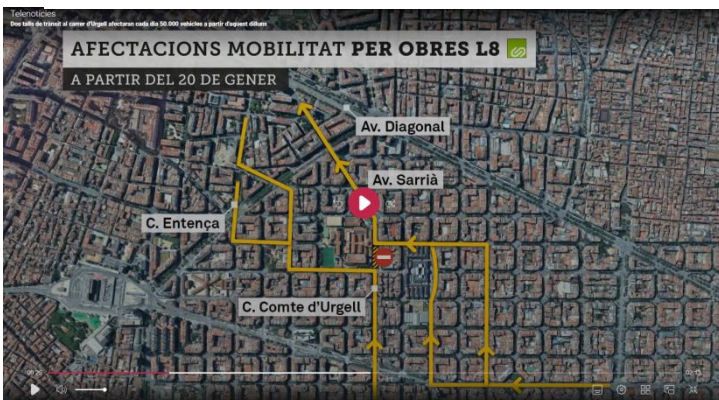 Telenotícies
Dos talls de trànsit al carrer d'Urgell afectaran cada dia 50.000 vehicles a partir d'aquest dilluns
AFECTACIONS MOBILITAT PER OBRES L8
A PARTIR DEL 20 DE GENER
Av. Diagonal
Av. Sarrià
C. Entença
C. Comte d'Urgell